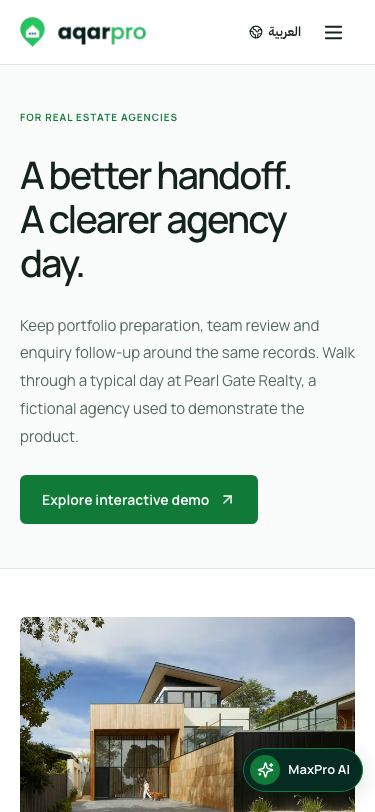 aqarpro
العربية
FOR REAL ESTATE AGENCIES
A better handoff.
A clearer agency
day.
Keep portfolio preparation, team review and
enquiry follow-up around the same records. Walk
through a typical day at Pearl Gate Realty, a
fictional agency used to demonstrate the
product.
Explore interactive demo
MaxPro AI